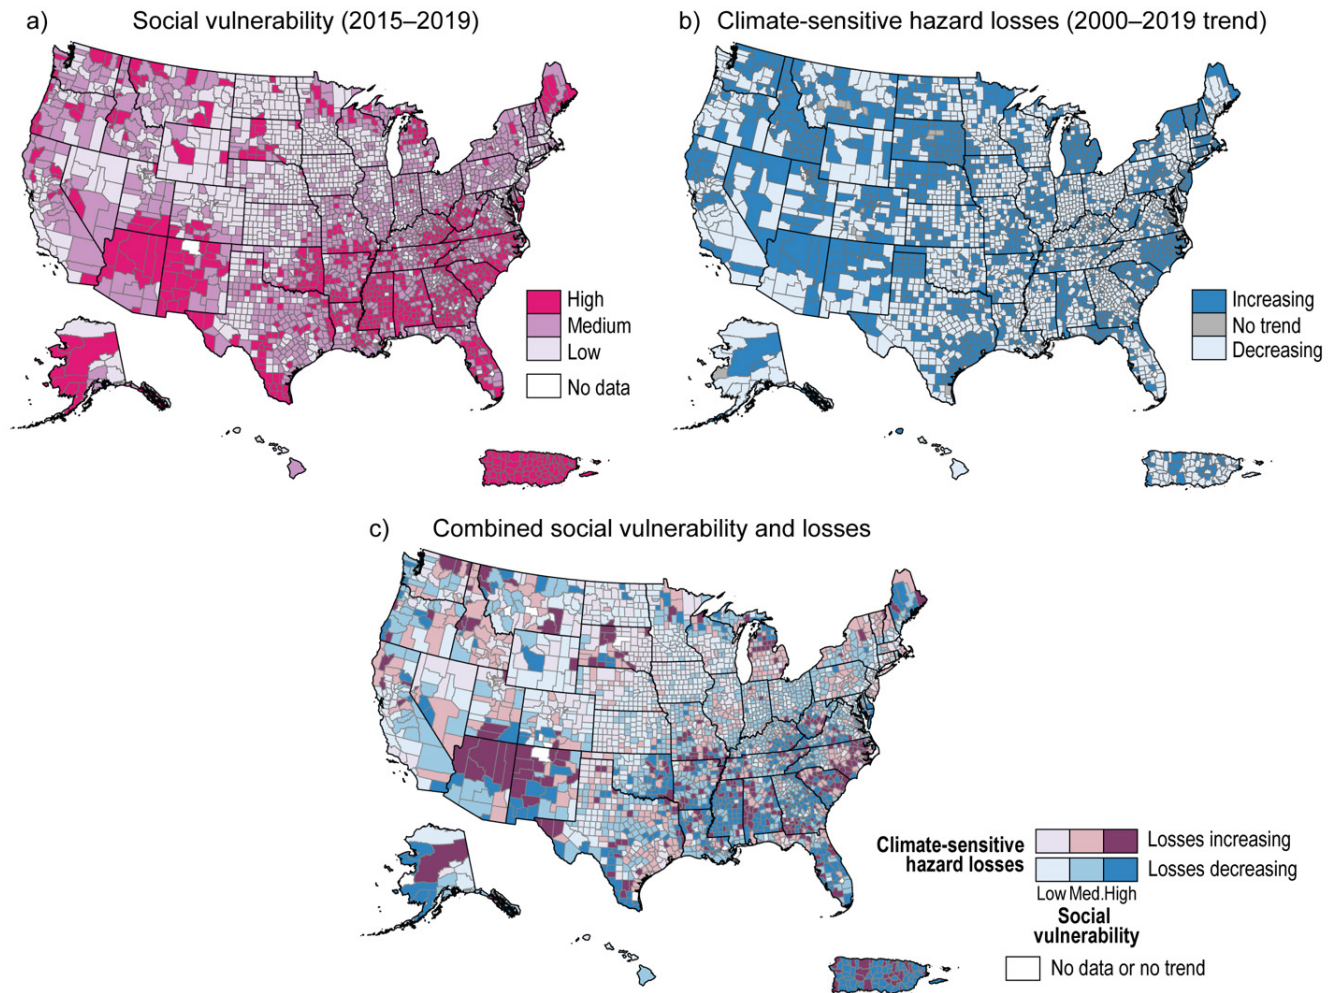 a) Social vulnerability (2015–2019)
High
Medium
Low
No data
b) Climate-sensitive hazard losses (2000–2019 trend)
Increasing
No trend
Decreasing
c) Combined social vulnerability and losses
Climate-sensitive
hazard losses
Losses increasing
Losses decreasing
Low Med. High
Social
vulnerability
No data or no trend